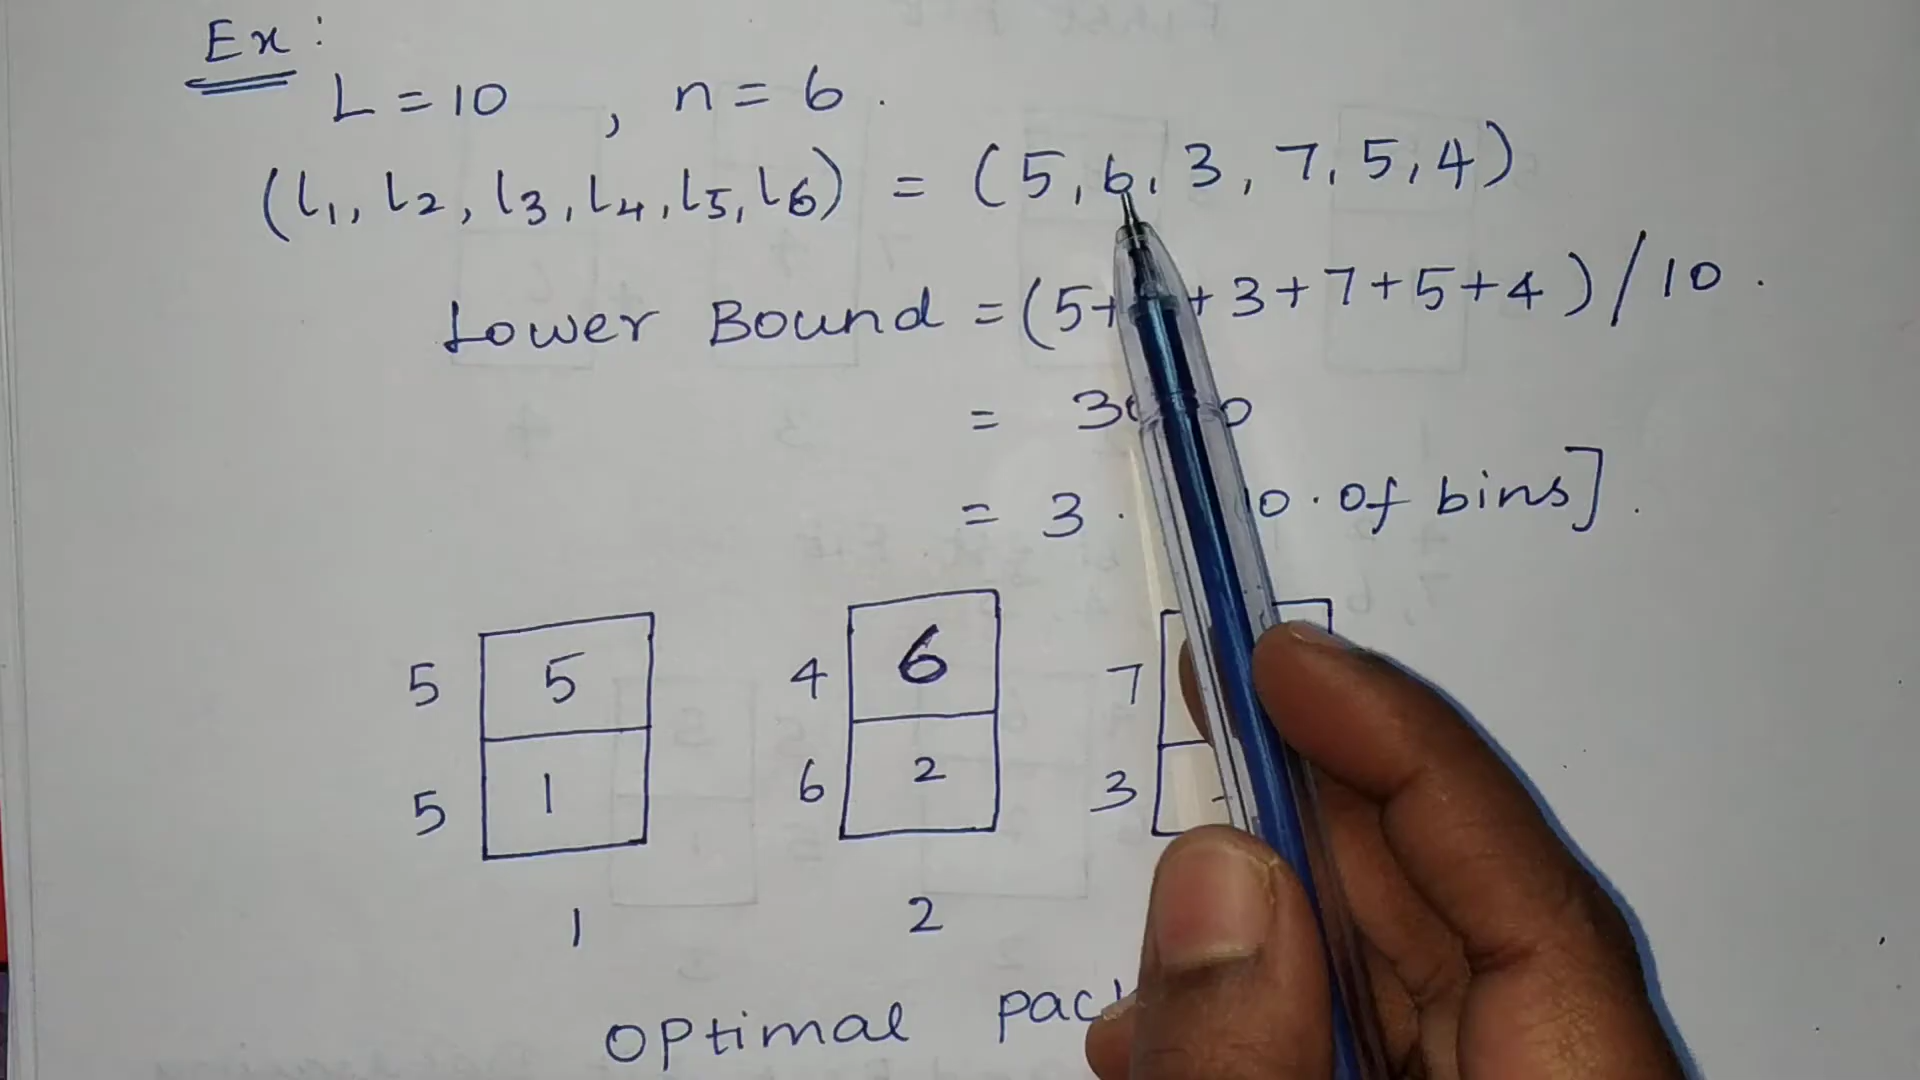 Ex:
L = 10 , n = 6 .
(l1, l2, l3, l4, l5, l6) = (5, 6, 3, 7, 5, 4)
Lower Bound = (5+ + 3 + 7 + 5 + 4) / 10 .
= 3
= 3 . of bins] .
5 5 4 6 7
5 1 6 2 3
1 2
optimal